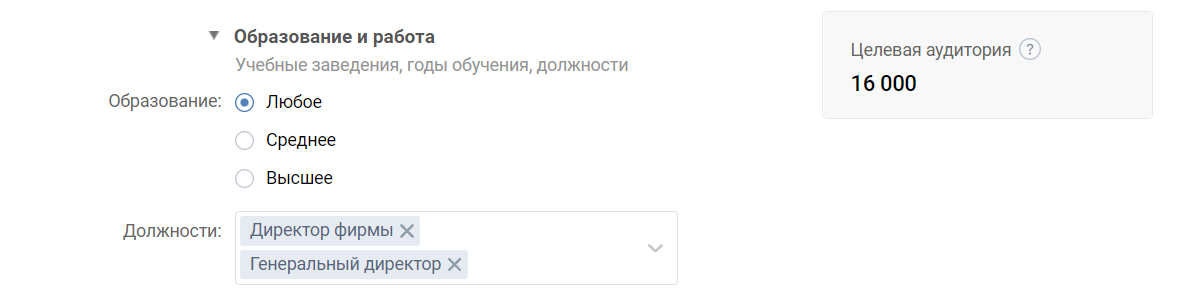 Образование и работа
Учебные заведения, годы обучения, должности
Образование:
Любое
Среднее
Высшее
Должности:
Директор фирмы
Генеральный директор
Целевая аудитория ?
16 000